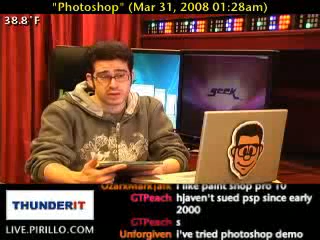 "Photoshop" (Mar 31, 2008 01:28am)
38.8°F
geek
OzarkMarkJalk i like paint shop pro 10
GTPeach hjaven't sued psp since early
2000
GTPeach s
Unforgiven i've tried photoshop demo
THUNDERIT
LIVE.PIRILLO.COM